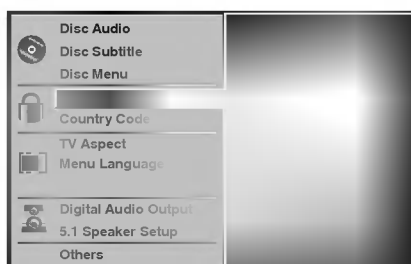 Disc Audio
Disc Subtitle
Disc Menu
Country Code
TV Aspect
Menu Language
Digital Audio Output
5.1 Speaker Setup
Others